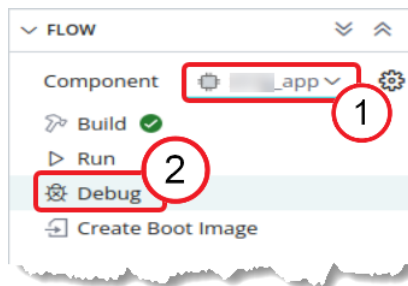 FLOW
Component _app
1
Build
Run
2
Debug
Create Boot Image